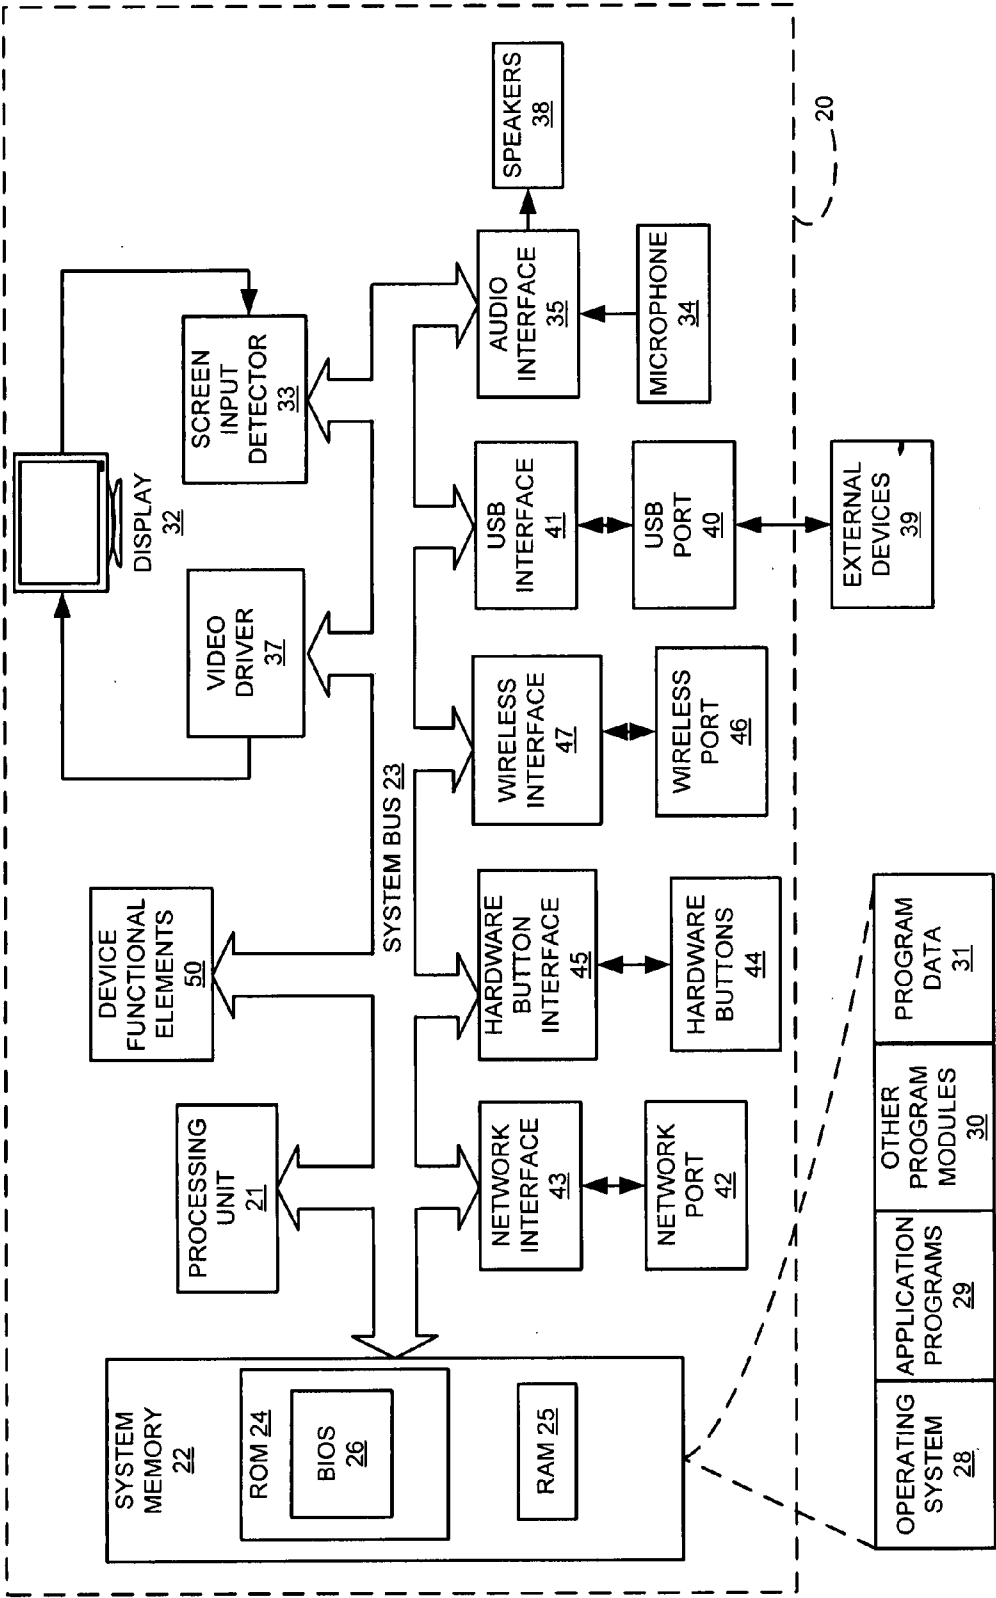 SYSTEM
MEMORY
22
ROM 24
BIOS
26
RAM 25
PROCESSING
UNIT
21
DEVICE
FUNCTIONAL
ELEMENTS
50
VIDEO
DRIVER
37
DISPLAY
32
SCREEN
INPUT
DETECTOR
33
SYSTEM BUS 23
NETWORK
INTERFACE
43
HARDWARE
BUTTON
INTERFACE
45
WIRELESS
INTERFACE
47
USB
INTERFACE
41
AUDIO
INTERFACE
35
SPEAKERS
38
NETWORK
PORT
42
HARDWARE
BUTTONS
44
WIRELESS
PORT
46
USB
PORT
40
MICROPHONE
34
20
EXTERNAL
DEVICES
39
OPERATING
SYSTEM
28
APPLICATION
PROGRAMS
29
OTHER
PROGRAM
MODULES
30
PROGRAM
DATA
31